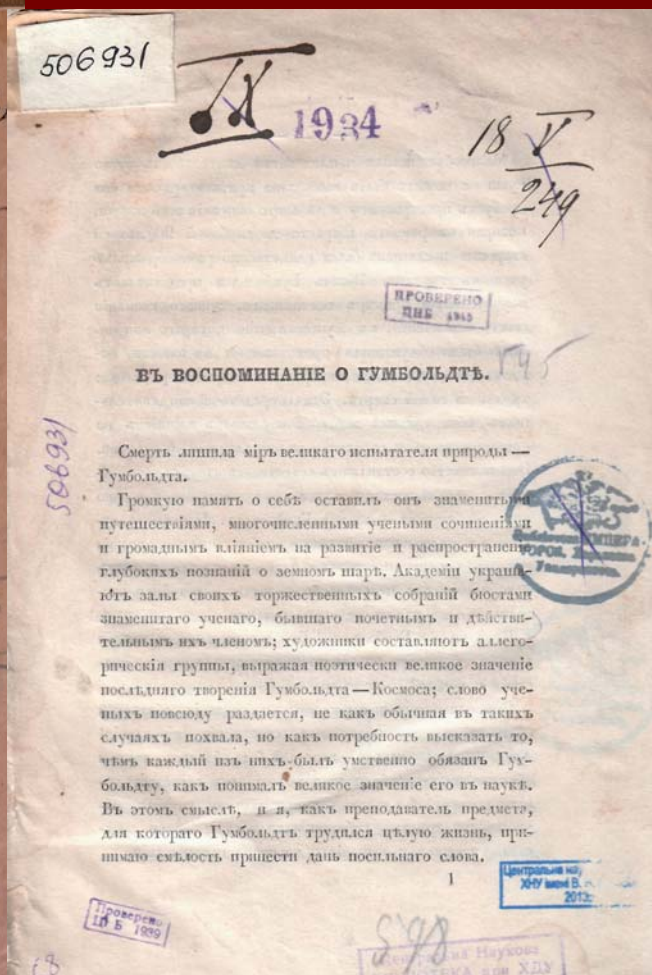 506931
IX
1934
18 V
249
ПРОВЕРЕНО
ЦНБ 1945
ВЪ ВОСПОМИНАНІЕ О ГУМБОЛЬДТѢ.
506931
Смерть лишила міръ великаго испытателя природы —
Гумбольдта.
Громкую память о себѣ оставилъ онъ знаменитыми
путешествіями, многочисленными учеными сочиненіями
и громаднымъ вліяніемъ на развитіе и распространеніе
глубокихъ познаній о земномъ шарѣ. Академіи украша-
ютъ залы своихъ торжественныхъ собраній бюстами
знаменитаго ученаго, бывшаго почетнымъ и дѣйстви-
тельнымъ ихъ членомъ; художники составляютъ аллего-
рическія группы, выражая поэтически великое значеніе
послѣдняго творенія Гумбольдта — Космоса; слово уче-
ныхъ повсюду раздается, не какъ обычная въ такихъ
случаяхъ похвала, но какъ потребность высказать то,
чѣмъ каждый изъ нихъ былъ умственно обязанъ Гум-
больдту, какъ понималъ великое значеніе его въ наукѣ.
Въ этомъ смыслѣ, и я, какъ преподаватель предмета,
для котораго Гумбольдтъ трудился цѣлую жизнь, при-
нимаю смѣлость принести дань посильнаго слова.
1
Проверено
Ц Б 1939
598
Наукова
при ХДУ